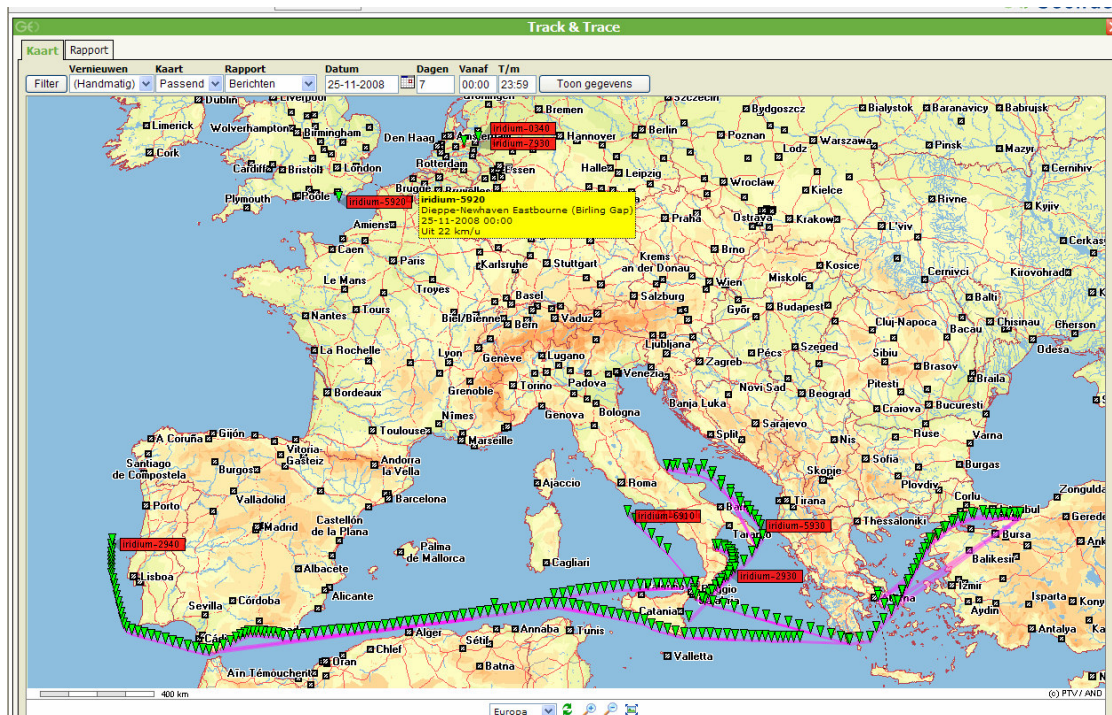 Track & Trace
Kaart Rapport
Vernieuwen Kaart Rapport Datum Dagen Vanaf T/m
Filter (Handmatig) Passend Berichten 25-11-2008 7 00:00 23:59 Toon gegevens
Dublin
Groningen
Szczecin
Bremen
Bydgoszcz
Bialystok
Baranavicy
Babrujsk
Limerick
Wolverhampton
Birmingham
Den Haag
iridium-0340
Hannover
Berlin
Poznan
Warszawa
Pinsk
Mazyr
Cork
iridium-7930
Lodz
Cernihiv
Cardiff
Bristol
London
Rotterdam
Essen
Halle
Leipzig
Wroclaw
Kielce
Rivne
Plymouth
Poole
iridium-5920
Brugge
Bruxelles
iridium-5920
Dieppe-Newhaven Eastbourne (Birling Gap)
25-11-2008 00:00
Uit 22 km/u
Praha
Ostrava
Krakow
L'viv
Kyjiv
Amiens
Caen
Paris
Karlsruhe
Stuttgart
Krems
an der Donau
Brno
Kosice
Cernivci
Kirovohrad
Le Mans
Troyes
Wien
Miskolc
Nantes
Tours
Basel
Salzburg
Győr
Budapest
Balti
Biel/Bienne
Bern
Vaduz
Cluj-Napoca
Chisinau
Cherson
La Rochelle
Lyon
Genève
Lugano
Ljubljana
Pécs
Szeged
Sibiu
Bacau
Odesa
Zagreb
Grenoble
Torino
Padova
Venezia
Novi Sad
Pitesti
Brasov
Braila
Bordeaux
Nîmes
Genova
Bologna
Banja Luka
Beograd
Craiova
Bucuresti
A Coruña
Gijón
Toulouse
Marseille
Split
Sarajevo
Nis
Ruse
Varna
Santiago
de Compostela
Vitoria-
Gasteiz
Burgos
Andorra
la Vella
Sofia
Skopje
Burgas
Ajaccio
Roma
Plovdiv
Porto
Valladolid
Barcelona
Tirana
Corlu
Zonguldak
Madrid
Castellón
de la Plana
iridium-6910
Bari
iridium-5930
Thessaloniki
Gerede
iridium-2940
Taranto
Bursa
Palma
de Mallorca
Balikesir
Lisboa
Albacete
Cagliari
iridium-2930
Izmir
Sevilla
Córdoba
Alicante
Reggio
Isparta
Catania
Aydin
Alger
Sétif
Annaba
Tunis
Antalya
Oran
Chlef
Valletta
Aïn Témouchent
Batna
400 km
(c) PTV / AND
Europa